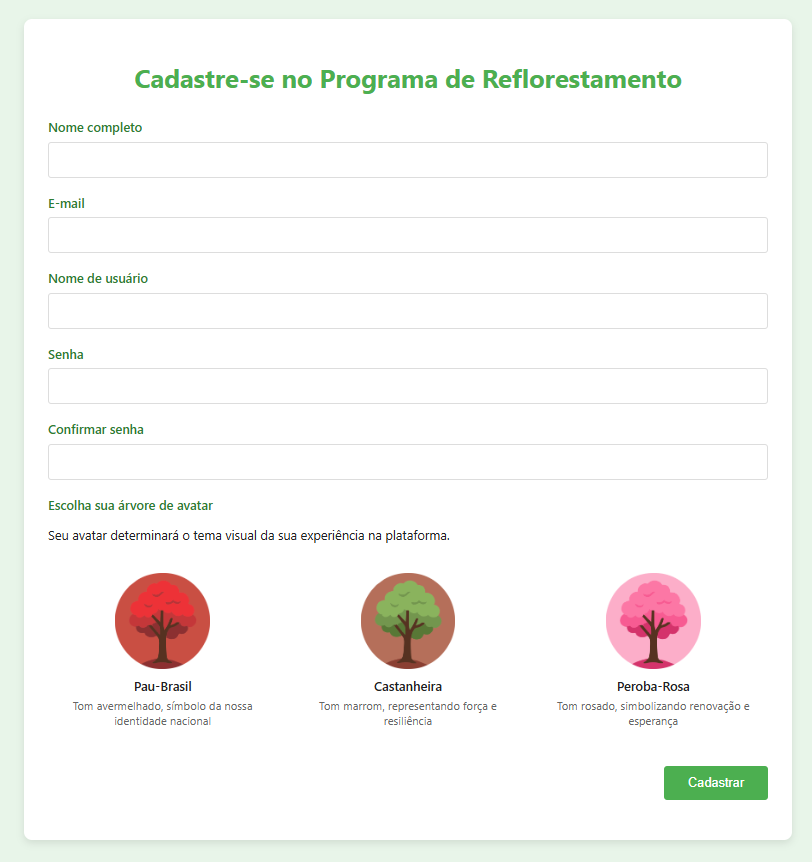 Cadastre-se no Programa de Reflorestamento
Nome completo
E-mail
Nome de usuário
Senha
Confirmar senha
Escolha sua árvore de avatar
Seu avatar determinará o tema visual da sua experiência na plataforma.
Pau-Brasil
Tom avermelhado, símbolo da nossa
identidade nacional
Castanheira
Tom marrom, representando força e
resiliência
Peroba-Rosa
Tom rosado, simbolizando renovação e
esperança
Cadastrar